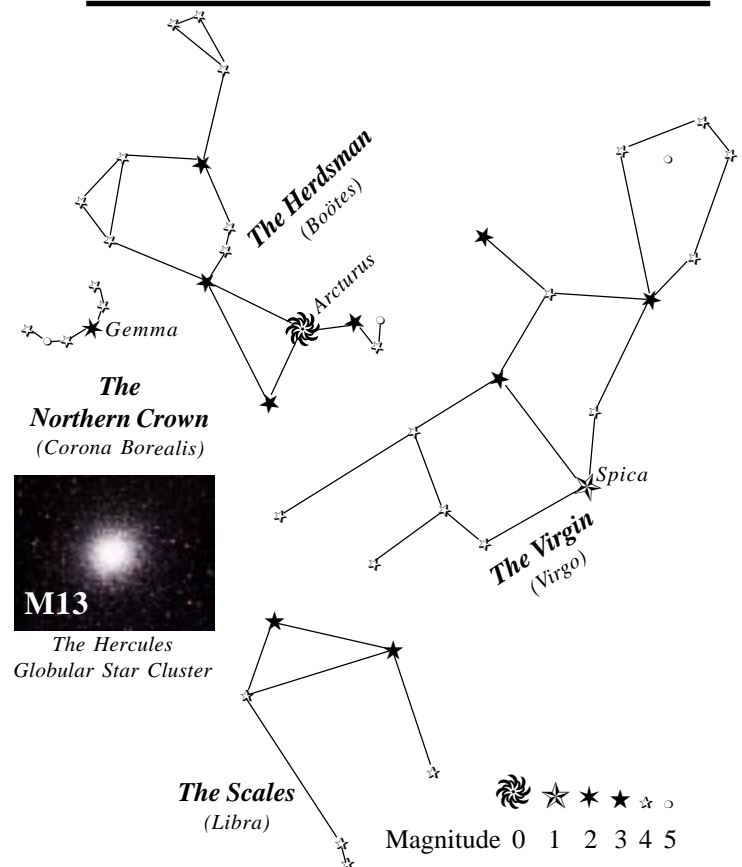 The Herdsman
(Boötes)
Arcturus
Gemma
The
Northern Crown
(Corona Borealis)
Spica
The Virgin
(Virgo)
M13
The Hercules
Globular Star Cluster
The Scales
(Libra)
Magnitude 0 1 2 3 4 5